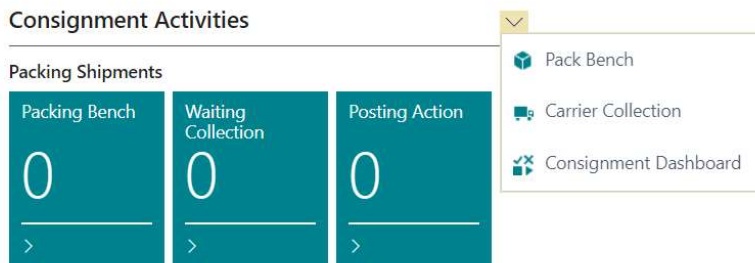 Consignment Activities
Packing Shipments
Packing Bench
0
Waiting
Collection
0
Posting Action
0
Pack Bench
Carrier Collection
Consignment Dashboard